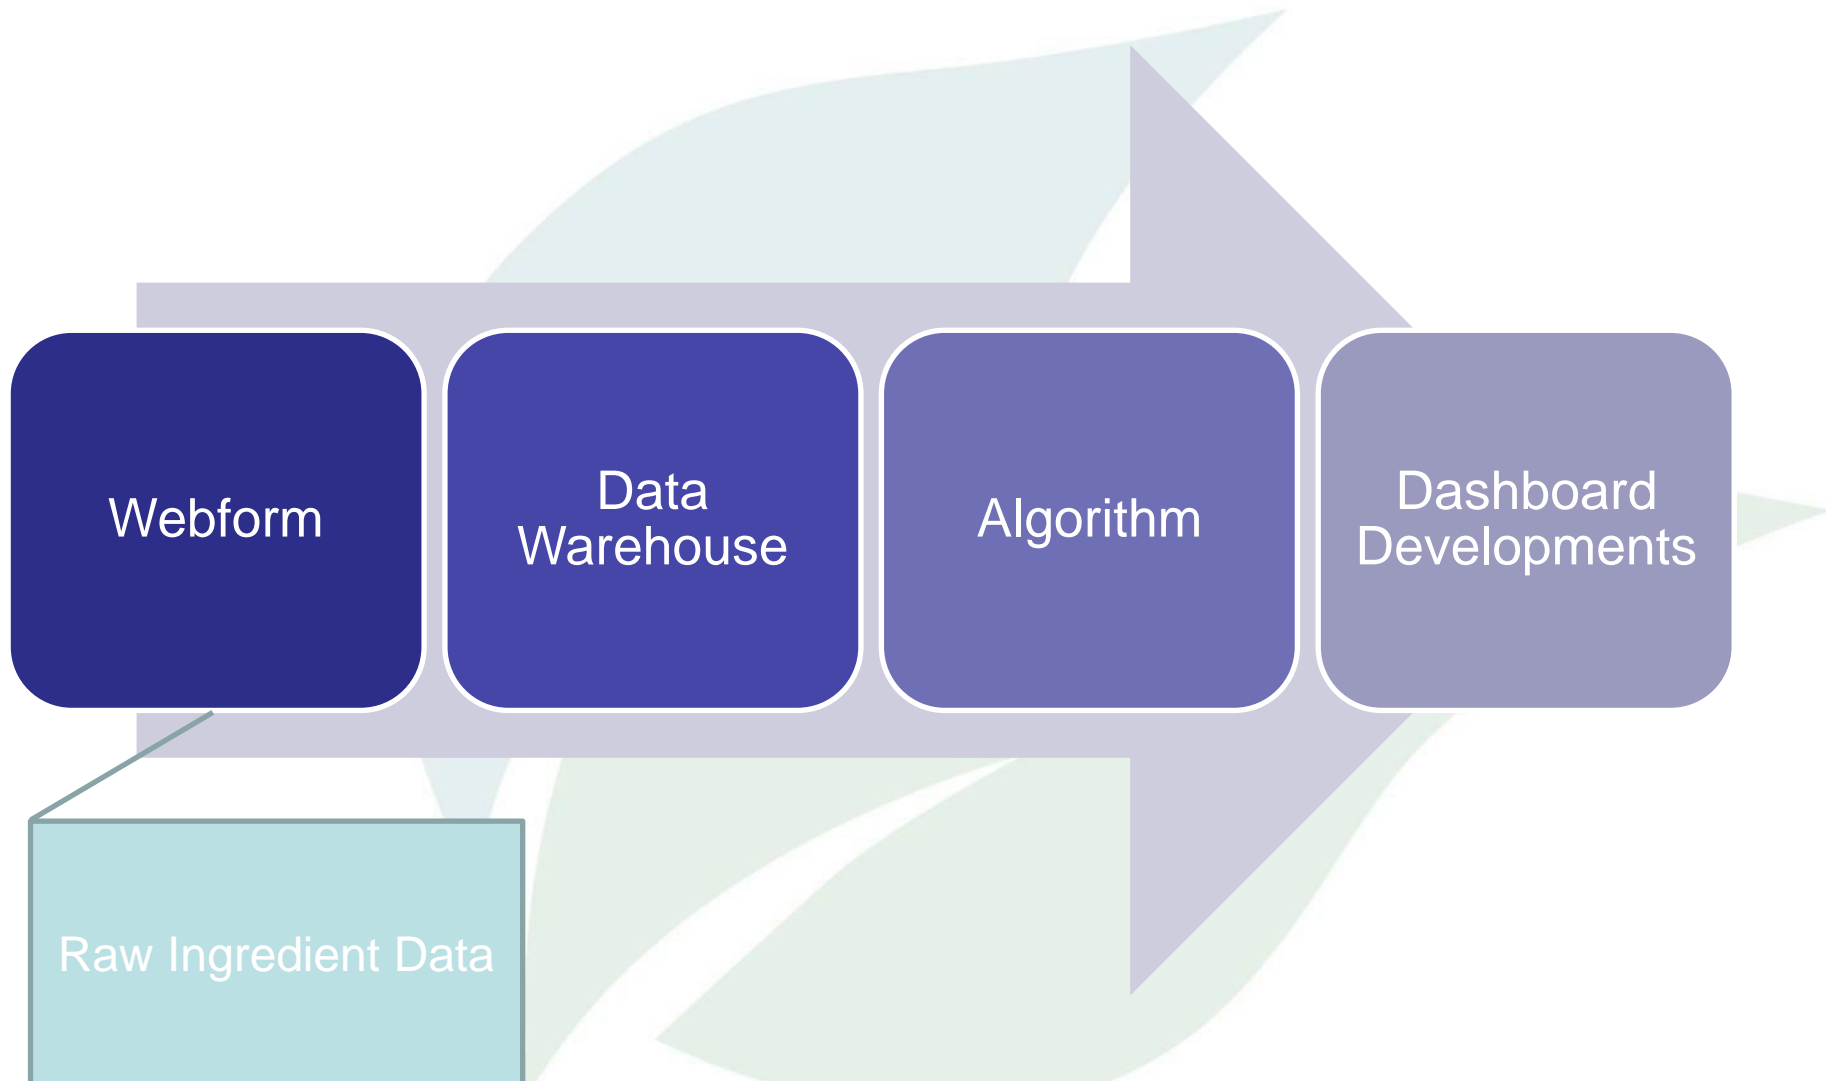 Webform
Data
Warehouse
Algorithm
Dashboard
Developments
Raw Ingredient Data